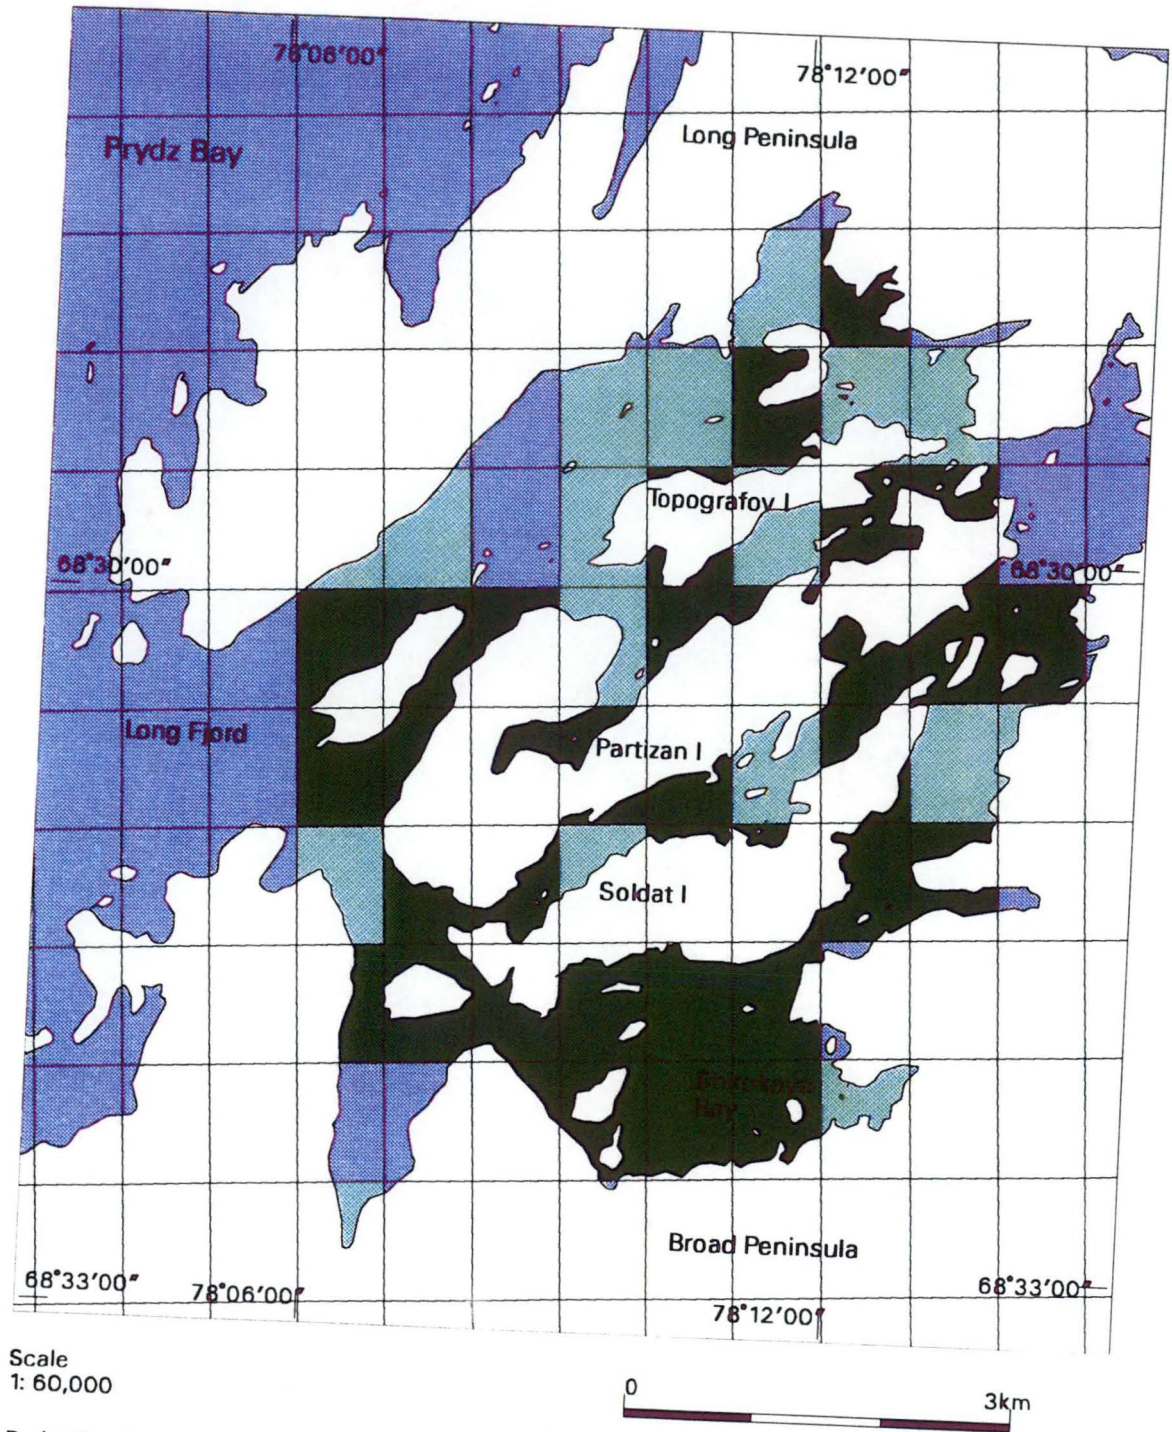 78°06′00″
78°12′00″
Prydz Bay
Long Peninsula
Topografov I
68°30′00″
68°30′00″
Long Fjord
Partizan I
Soldat I
Bay
Broad Peninsula
68°33′00″
78°06′00″
68°33′00″
78°12′00″
Scale
1: 60,000
0
3km